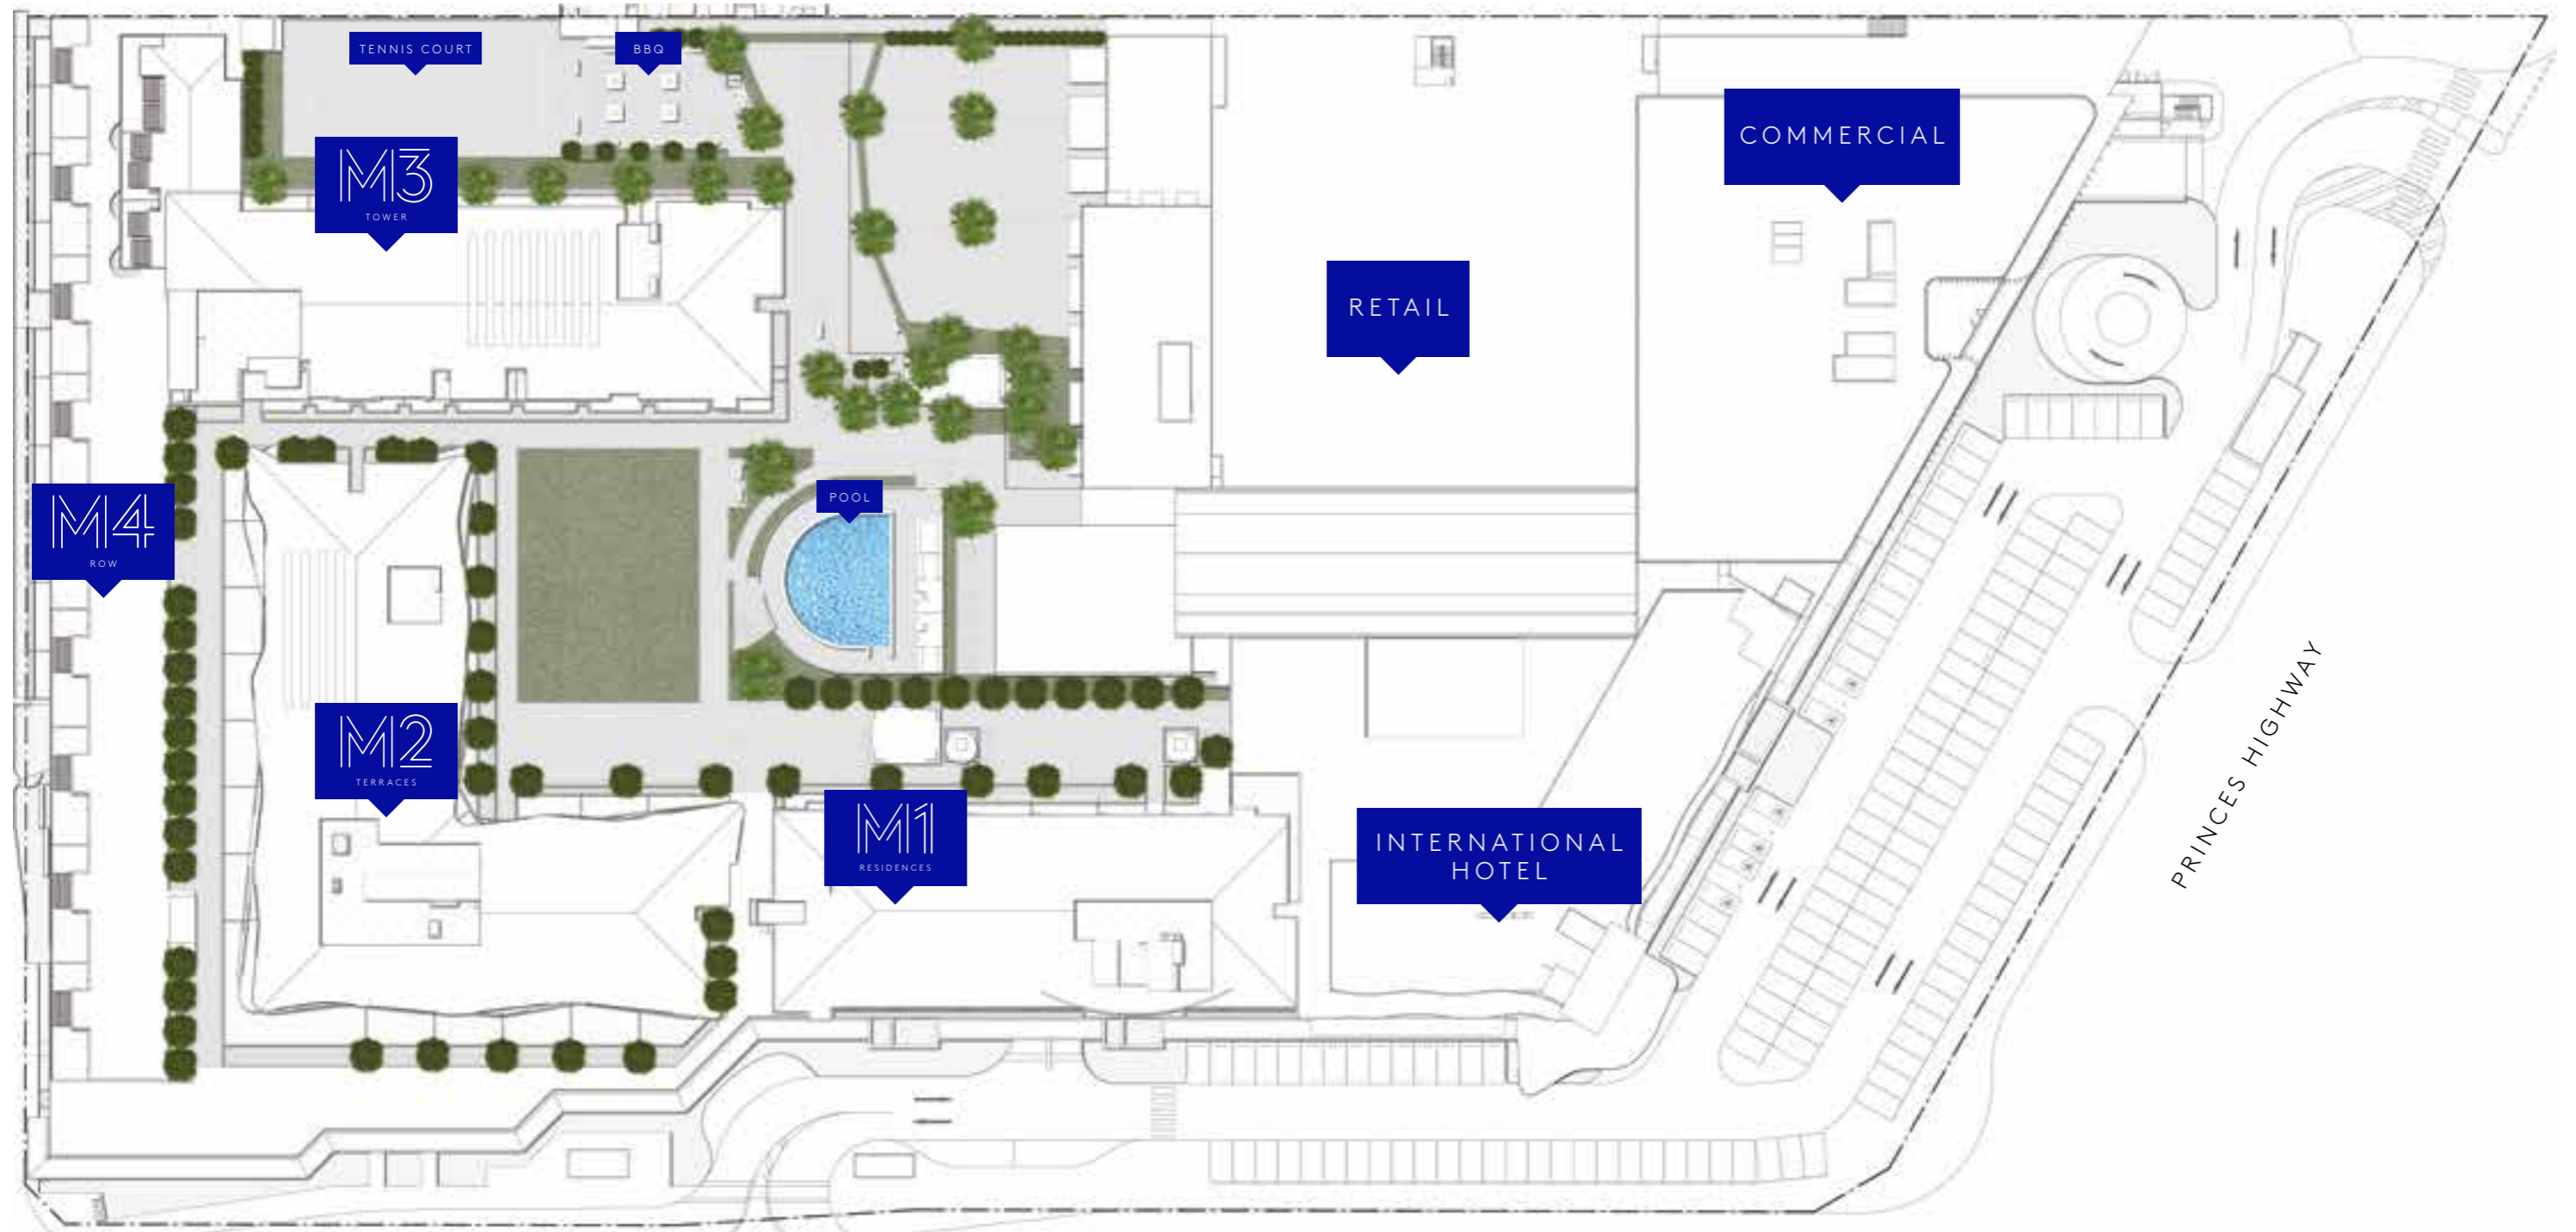 TENNIS COURT
BBQ
M3
TOWER
COMMERCIAL
RETAIL
M4
ROW
POOL
M2
TERRACES
M1
RESIDENCES
INTERNATIONAL
HOTEL
PRINCES HIGHWAY